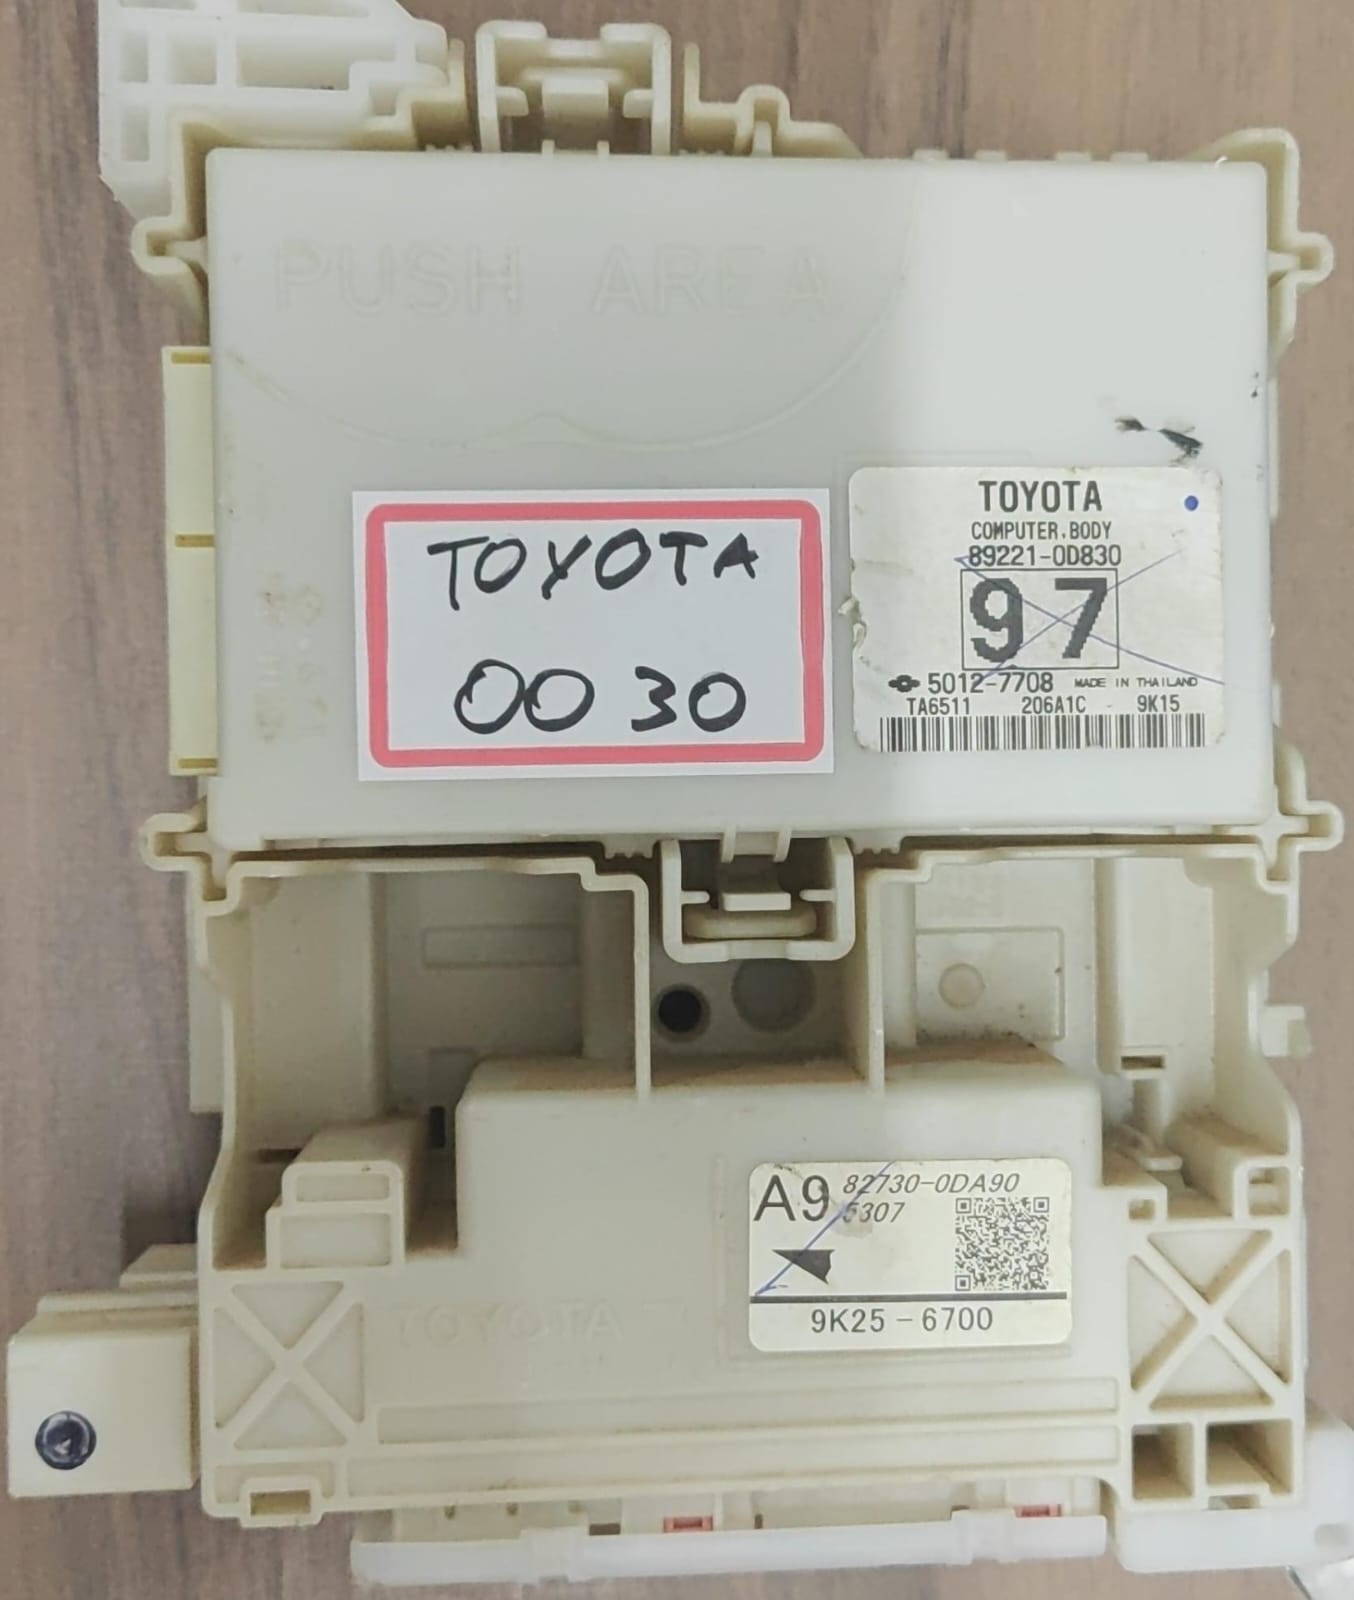 PUSH AREA
TOYOTA
0030
TOYOTA
COMPUTER, BODY
89221-0D830
97
5012-7708 MADE IN THAILAND
TA6511 206A1C 9K15
A9 82730-0DA90
5307
9K25-6700
TOYOTA